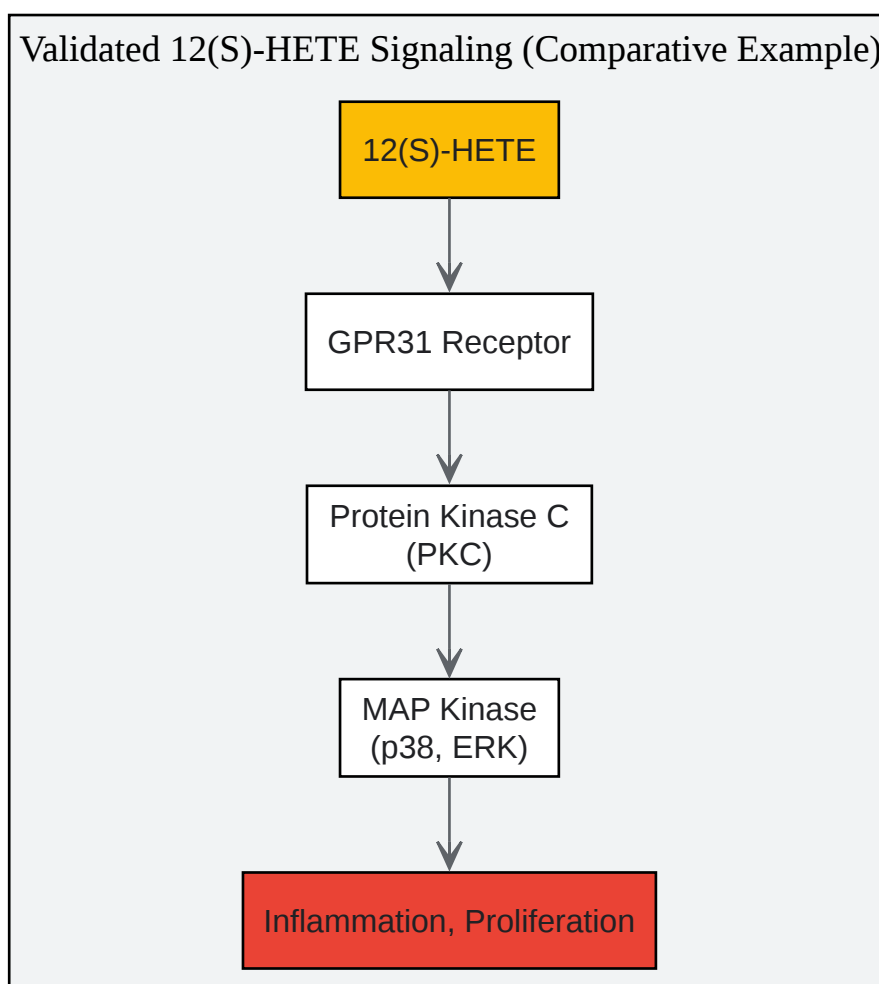 Validated 12(S)-HETE Signaling (Comparative Example)
12(S)-HETE
GPR31 Receptor
Protein Kinase C
(PKC)
MAP Kinase
(p38, ERK)
Inflammation, Proliferation